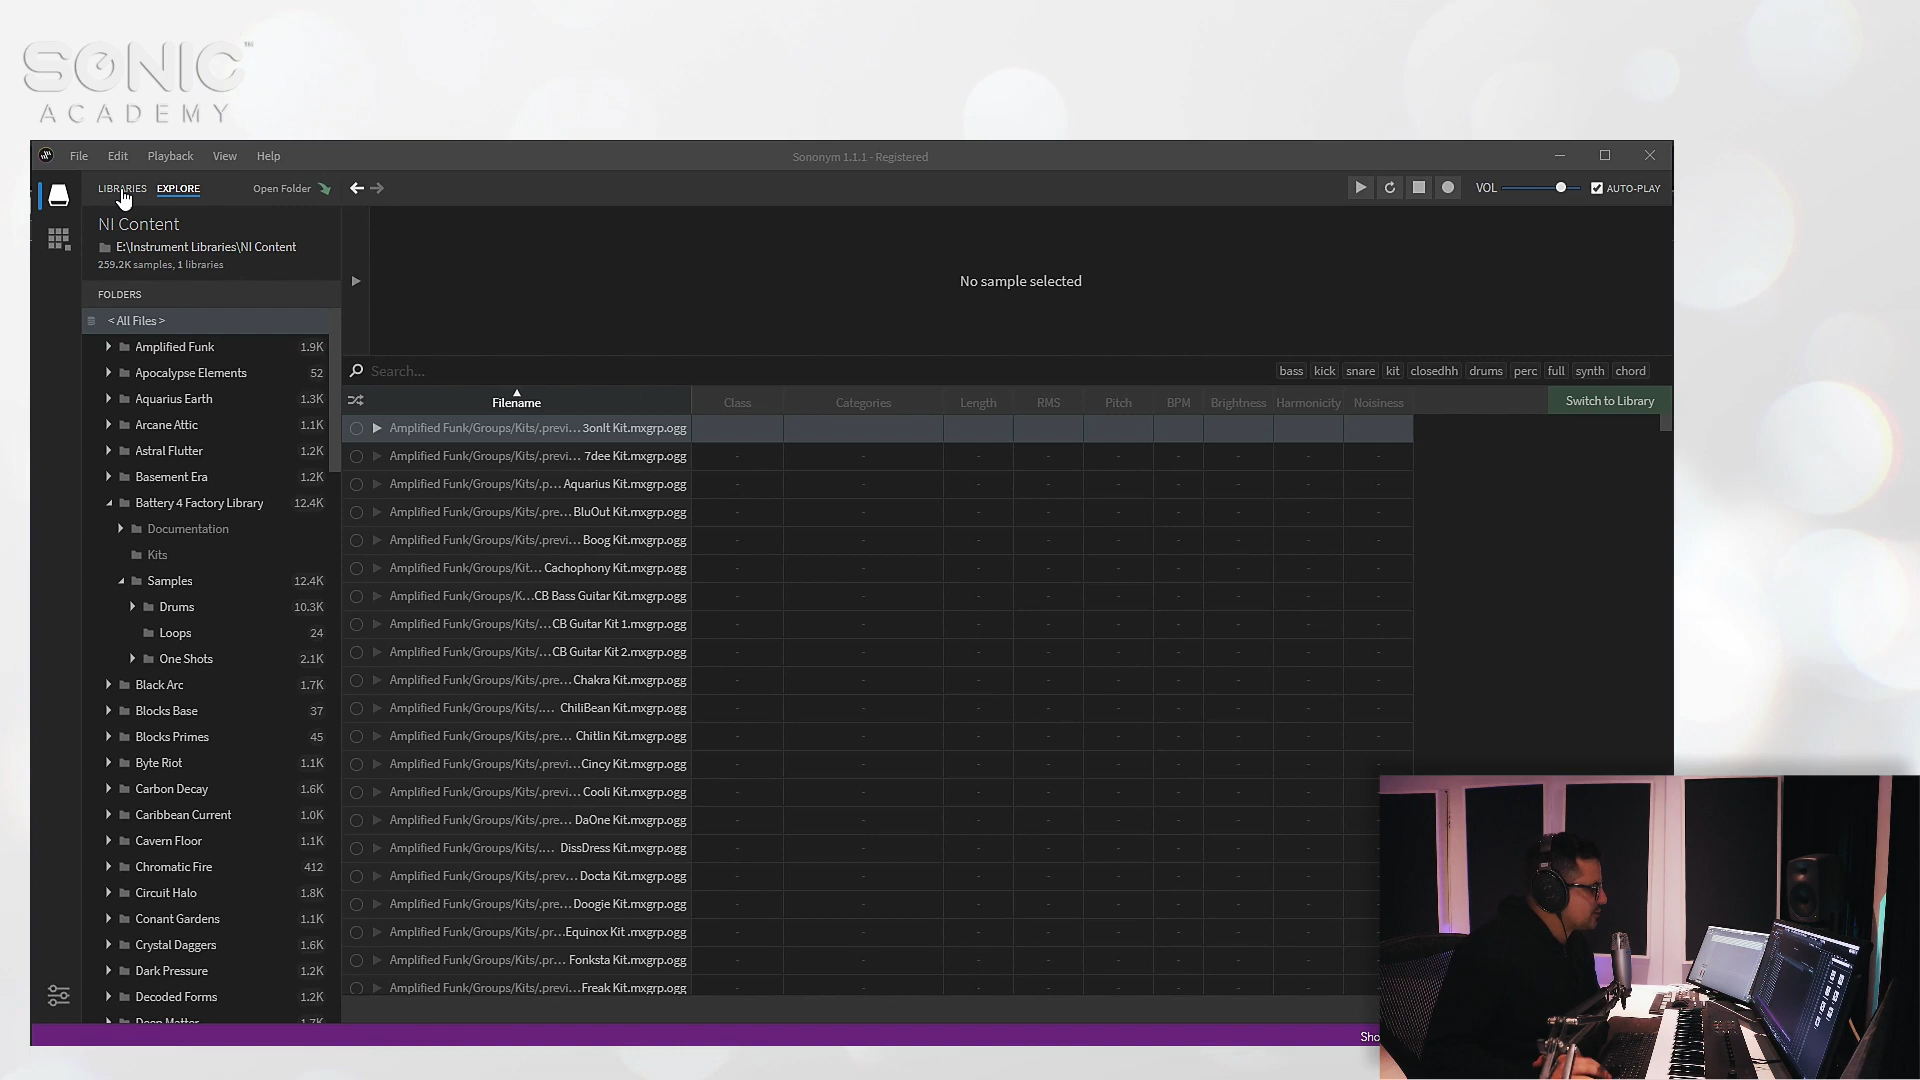 SONIC™
ACADEMY
File Edit Playback View Help
Sononym 1.1.1 - Registered
LIBRARIES EXPLORE Open Folder
VOL AUTO-PLAY
NI Content
E:\Instrument Libraries\NI Content
259.2K samples, 1 libraries
No sample selected
FOLDERS
< All Files >
Amplified Funk 1.9K
Apocalypse Elements 52
Aquarius Earth 1.3K
Arcane Attic 1.1K
Astral Flutter 1.2K
Basement Era 1.2K
Battery 4 Factory Library 12.4K
Documentation
Kits
Samples 12.4K
Drums 10.3K
Loops 24
One Shots 2.1K
Black Arc 1.7K
Blocks Base 37
Blocks Primes 45
Byte Riot 1.1K
Carbon Decay 1.6K
Caribbean Current 1.0K
Cavern Floor 1.1K
Chromatic Fire 412
Circuit Halo 1.8K
Conant Gardens 1.1K
Crystal Daggers 1.6K
Dark Pressure 1.2K
Decoded Forms 1.2K
Deep Matter 1.7K
Search... bass kick snare kit closedhh drums perc full synth chord
Filename Class Categories Length RMS Pitch BPM Brightness Harmonicity Noisiness Switch to Library
Amplified Funk/Groups/Kits/.previ... 3onIt Kit.mxgrp.ogg
Amplified Funk/Groups/Kits/.previ... 7dee Kit.mxgrp.ogg - - - - - - - - -
Amplified Funk/Groups/Kits/.p... Aquarius Kit.mxgrp.ogg - - - - - - - - -
Amplified Funk/Groups/Kits/.pre... BluOut Kit.mxgrp.ogg - - - - - - - - -
Amplified Funk/Groups/Kits/.previ... Boog Kit.mxgrp.ogg - - - - - - - - -
Amplified Funk/Groups/Kit... Cachophony Kit.mxgrp.ogg - - - - - - - - -
Amplified Funk/Groups/K...CB Bass Guitar Kit.mxgrp.ogg - - - - - - - - -
Amplified Funk/Groups/Kits/...CB Guitar Kit 1.mxgrp.ogg - - - - - - - - -
Amplified Funk/Groups/Kits/...CB Guitar Kit 2.mxgrp.ogg - - - - - - - - -
Amplified Funk/Groups/Kits/.pre... Chakra Kit.mxgrp.ogg - - - - - - - - -
Amplified Funk/Groups/Kits/.... ChiliBean Kit.mxgrp.ogg - - - - - - - - -
Amplified Funk/Groups/Kits/.pre... Chitlin Kit.mxgrp.ogg - - - - - - - - -
Amplified Funk/Groups/Kits/.previ...Cincy Kit.mxgrp.ogg - - - - - - - - -
Amplified Funk/Groups/Kits/.previ... Cooli Kit.mxgrp.ogg - - - - - - - -
Amplified Funk/Groups/Kits/.pre... DaOne Kit.mxgrp.ogg - - - - - - - -
Amplified Funk/Groups/Kits/.... DissDress Kit.mxgrp.ogg - - - - - - - -
Amplified Funk/Groups/Kits/.prev... Docta Kit.mxgrp.ogg - - - - - - - -
Amplified Funk/Groups/Kits/.pre... Doogie Kit.mxgrp.ogg - - - - - - - -
Amplified Funk/Groups/Kits/.pr...Equinox Kit .mxgrp.ogg - - - - - - - -
Amplified Funk/Groups/Kits/.pr... Fonksta Kit.mxgrp.ogg - - - - - - - -
Amplified Funk/Groups/Kits/.previ...Freak Kit.mxgrp.ogg
Sho